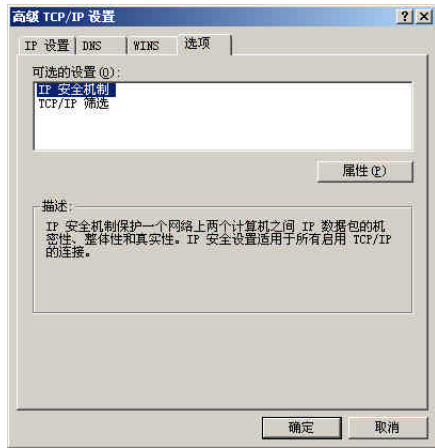 高级 TCP/IP 设置
IP 设置 DNS WINS 选项
可选的设置(O):
IP 安全机制
TCP/IP 筛选
属性(P)
描述:
IP 安全机制保护一个网络上两个计算机之间 IP 数据包的机
密性、整体性和真实性。IP 安全设置适用于所有启用 TCP/IP
的连接。
确定 取消